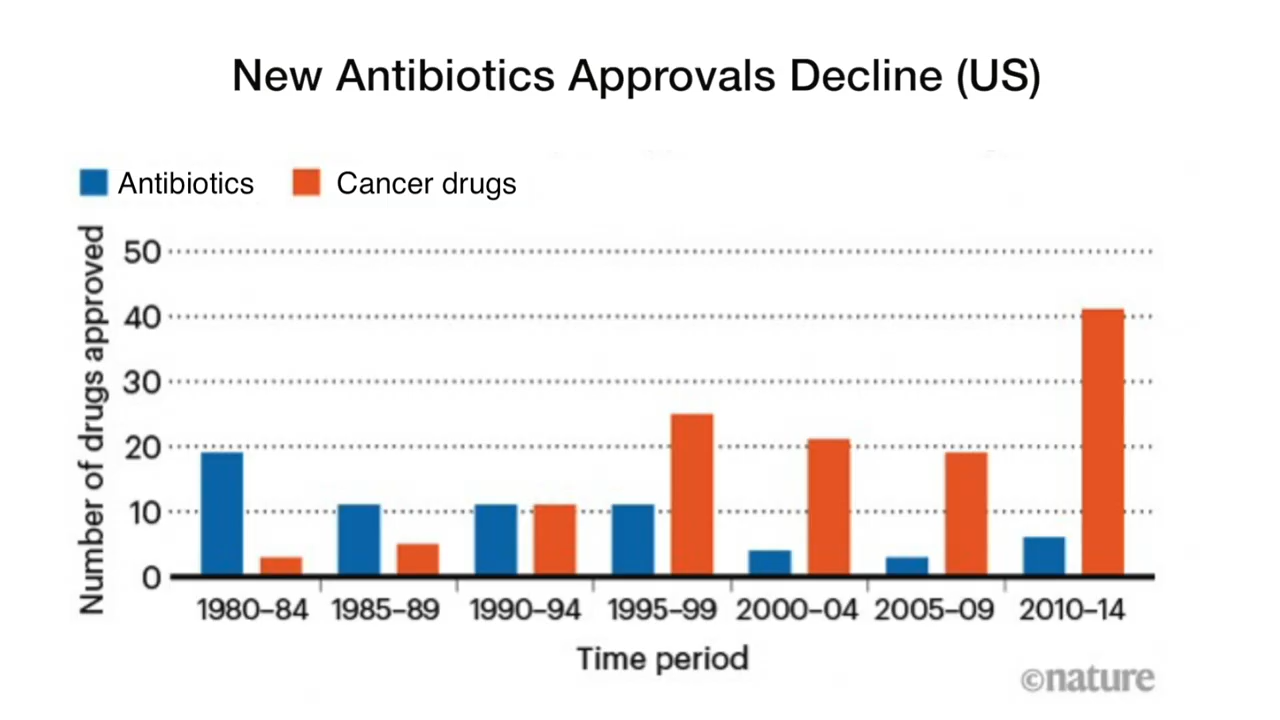 New Antibiotics Approvals Decline (US)
Antibiotics Cancer drugs
Number of drugs approved
50
40
30
20
10
0
1980–84 1985–89 1990–94 1995–99 2000–04 2005–09 2010–14
Time period
©nature